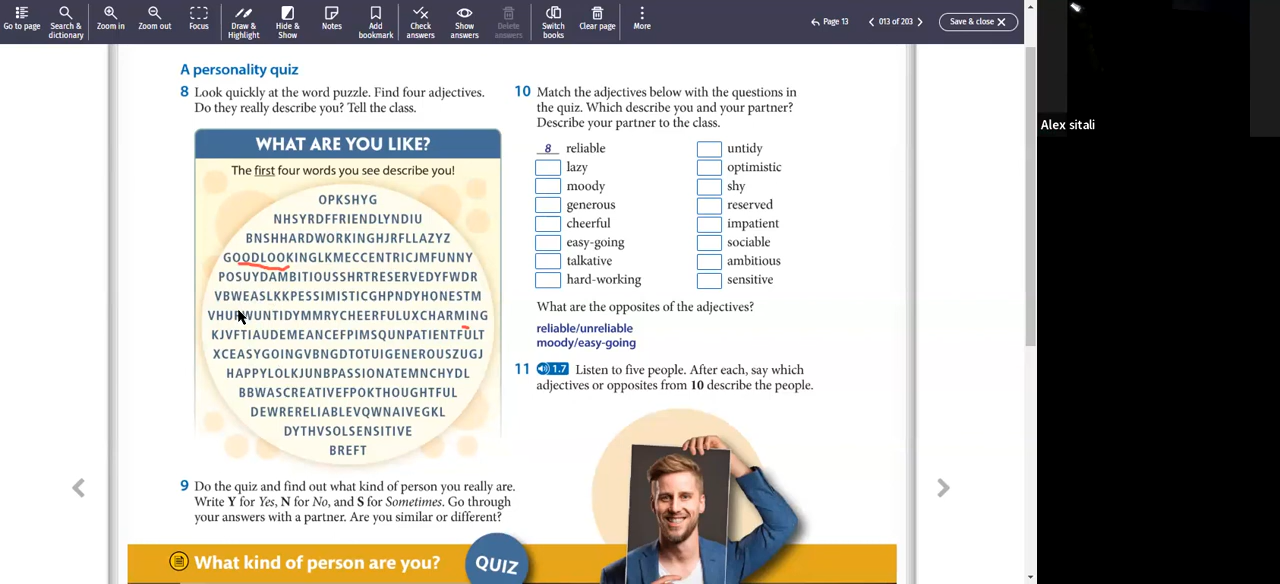 Go to page
Search & dictionary
Zoom in
Zoom out
Focus
Draw & Highlight
Hide & Show
Notes
Add bookmark
Check answers
Show answers
Delete answers
Switch books
Clear page
More
Page 13
013 of 203
Save & close
Alex sitali
A personality quiz
8 Look quickly at the word puzzle. Find four adjectives.
Do they really describe you? Tell the class.
WHAT ARE YOU LIKE?
The first four words you see describe you!
OPKSHYG
NHSYRDFFRIENDLYNDIU
BNSHHARDWORKINGHJRFLLAZYZ
GOODLOOKINGLKMECCENTRICJMFUNNY
POSUYDAMBITIOUSSHRTRESERVEDYFWDR
VBWEASLKKPESSIMISTICGHPNDYHONESTM
VHURWUNTIDYMMRYCHEERFULUXCHARMING
KJVFTIAUDEMEANCEFPIMSQUNPATIENTFULT
XCEASYGOINGVBNGDTOTUIGENEROUSZUGJ
HAPPYLOLKJUNBPASSIONATEMNCHYDL
BBWASCREATIVEFPOKTHOUGHTFUL
DEWRERELIABLEVQWNAIVEGKL
DYTHVSOLSENSITIVE
BREFT
9 Do the quiz and find out what kind of person you really are.
Write Y for Yes, N for No, and S for Sometimes. Go through
your answers with a partner. Are you similar or different?
What kind of person are you?
QUIZ
10 Match the adjectives below with the questions in
the quiz. Which describe you and your partner?
Describe your partner to the class.
8 reliable
lazy
moody
generous
cheerful
easy-going
talkative
hard-working
untidy
optimistic
shy
reserved
impatient
sociable
ambitious
sensitive
What are the opposites of the adjectives?
reliable/unreliable
moody/easy-going
11 1.7 Listen to five people. After each, say which
adjectives or opposites from 10 describe the people.